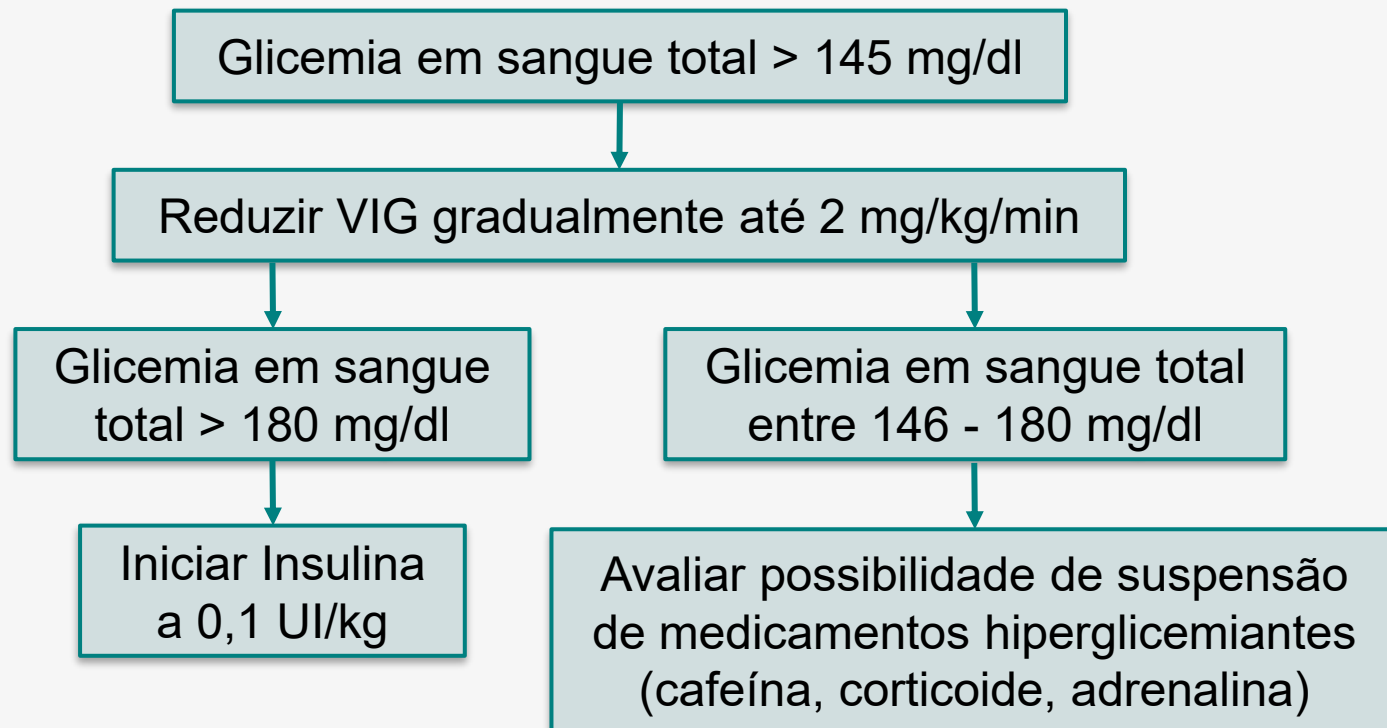 Glicemia em sangue total > 145 mg/dl
Reduzir VIG gradualmente até 2 mg/kg/min
Glicemia em sangue
total > 180 mg/dl
Glicemia em sangue total
entre 146 - 180 mg/dl
Iniciar Insulina
a 0,1 UI/kg
Avaliar possibilidade de suspensão
de medicamentos hiperglicemiantes
(cafeína, corticoide, adrenalina)